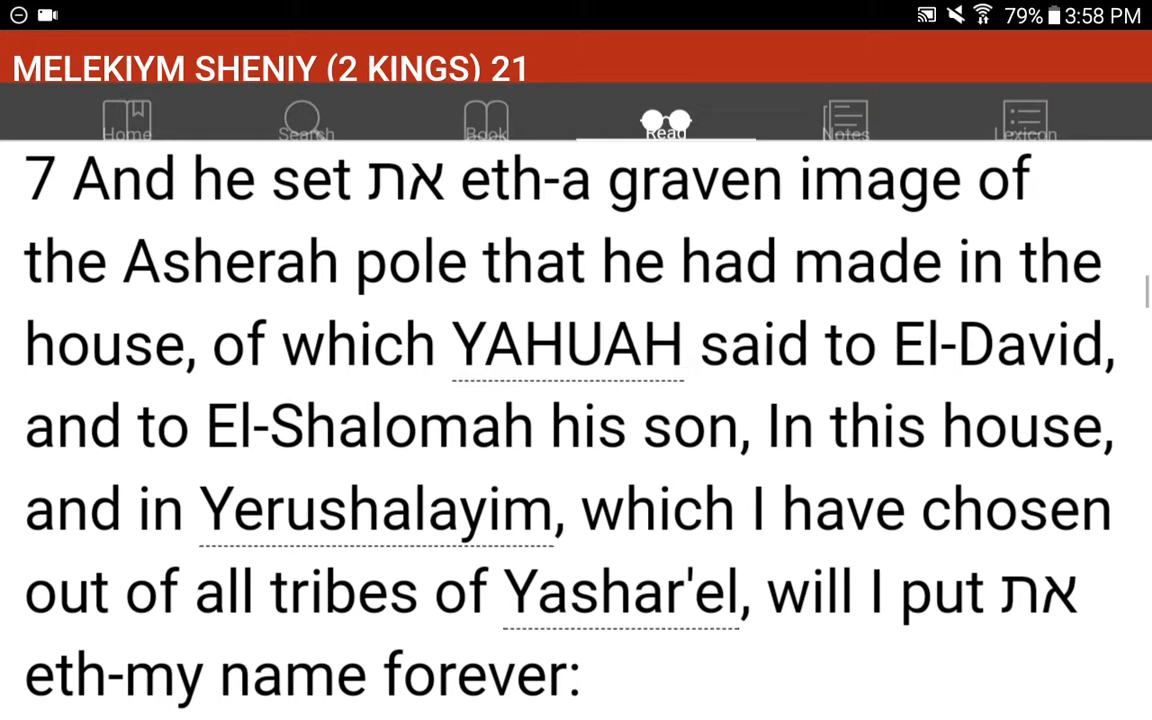 79% 3:58 PM
MELEKIYM SHENIY (2 KINGS) 21
Home Search Book Read Notes Lexicon
7 And he set את eth-a graven image of
the Asherah pole that he had made in the
house, of which YAHUAH said to El-David,
and to El-Shalomah his son, In this house,
and in Yerushalayim, which I have chosen
out of all tribes of Yashar'el, will I put את
eth-my name forever: